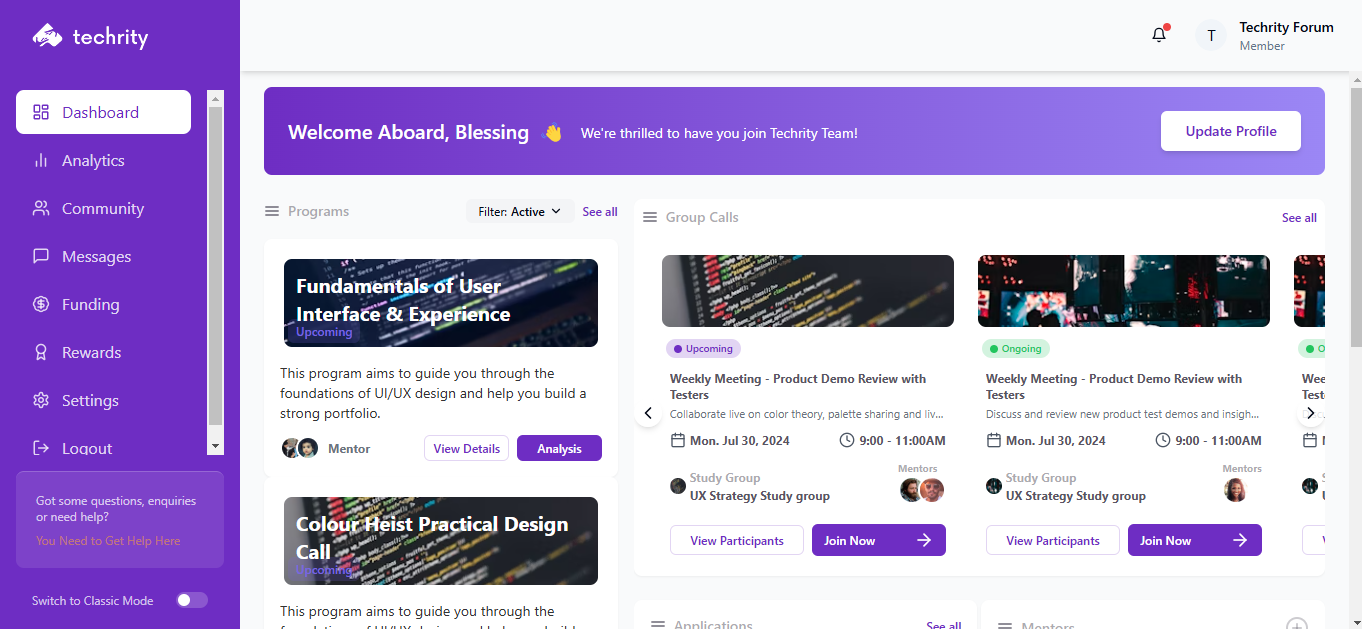 techrity
Dashboard
Analytics
Community
Messages
Funding
Rewards
Settings
Logout
Got some questions, enquiries
or need help?
You Need to Get Help Here
Switch to Classic Mode
T
Techrity Forum
Member
Welcome Aboard, Blessing 👋 We're thrilled to have you join Techrity Team!
Update Profile
Programs
Filter: Active
See all
Fundamentals of User
Interface & Experience
Upcoming
This program aims to guide you through the
foundations of UI/UX design and help you build a
strong portfolio.
Mentor
View Details
Analysis
Colour Heist Practical Design
Call
Upcoming
This program aims to guide you through the
Group Calls
See all
Upcoming
Weekly Meeting - Product Demo Review with
Testers
Collaborate live on color theory, palette sharing and liv...
Mon. Jul 30, 2024
9:00 - 11:00AM
Study Group
UX Strategy Study group
Mentors
View Participants
Join Now
Ongoing
Weekly Meeting - Product Demo Review with
Testers
Discuss and review new product test demos and insigh...
Mon. Jul 30, 2024
9:00 - 11:00AM
Study Group
UX Strategy Study group
Mentors
View Participants
Join Now
Applications
See all
Mentors